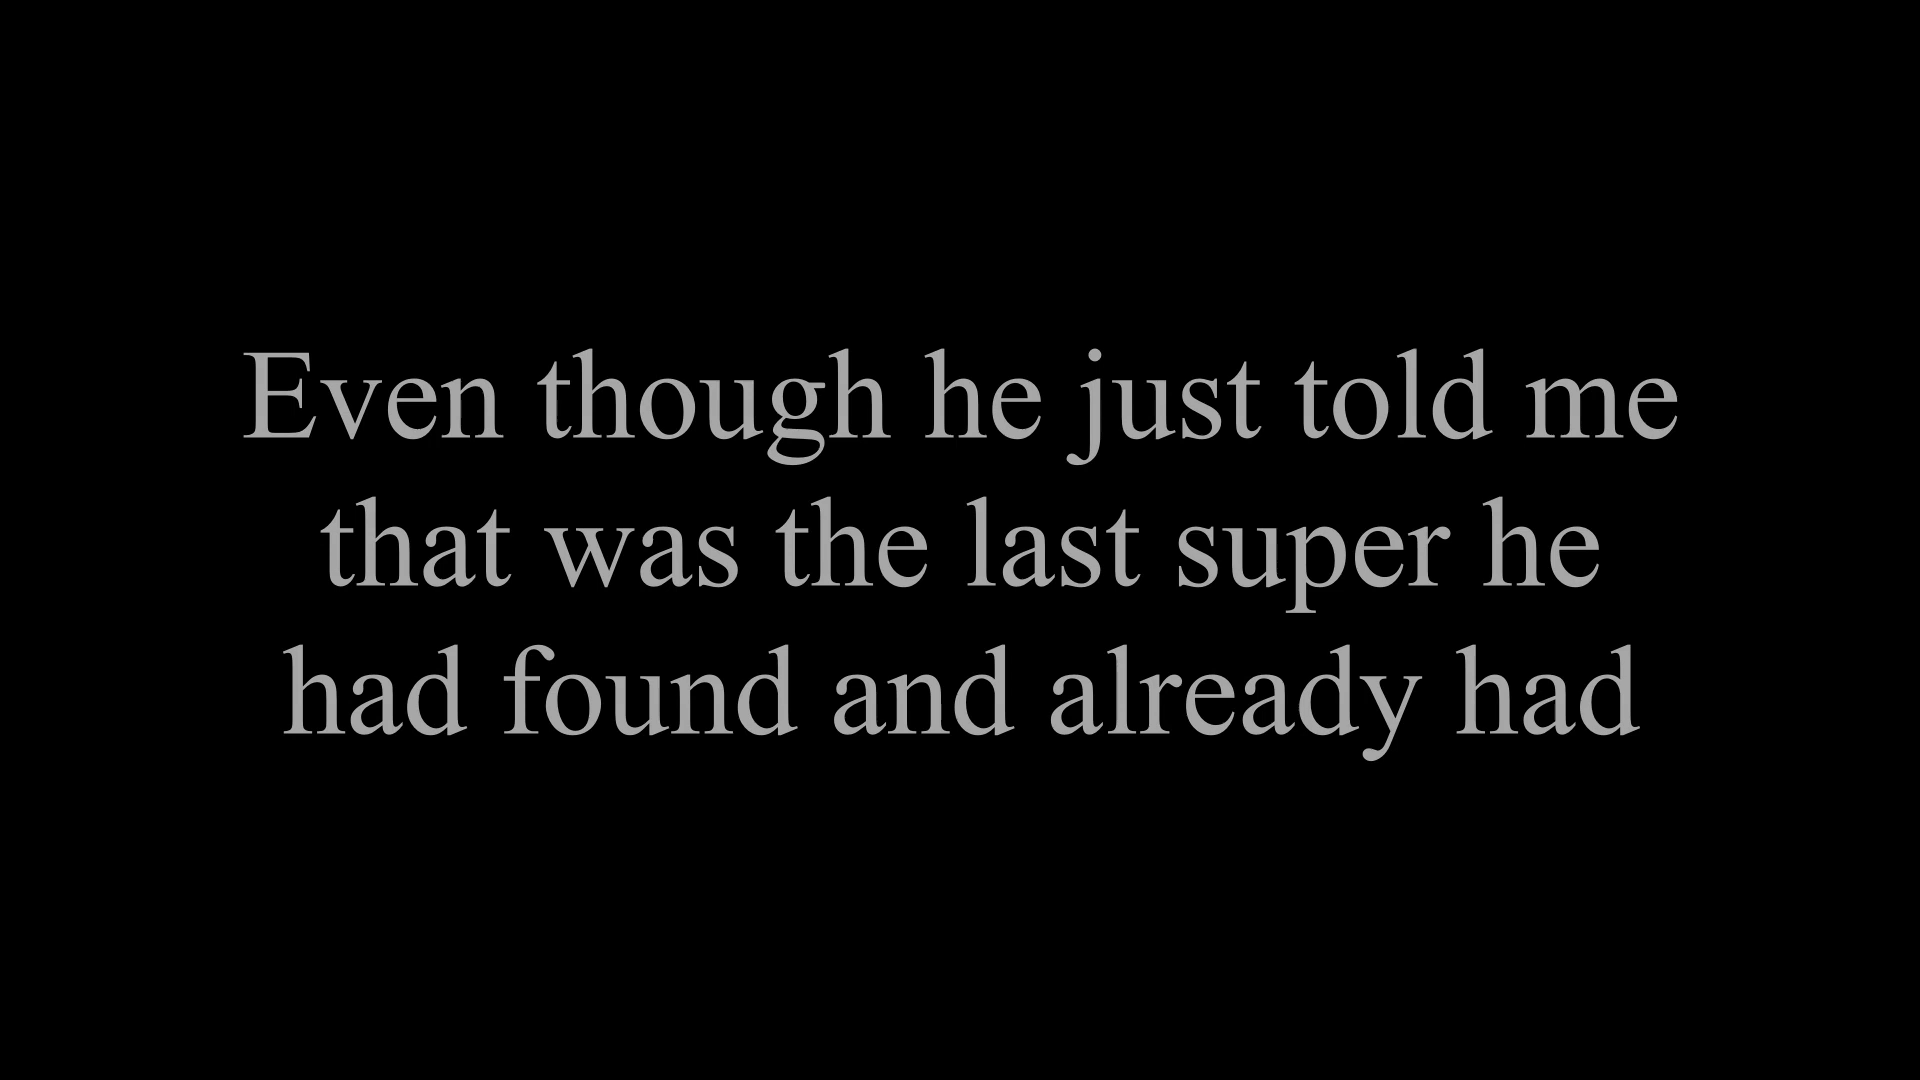 Even though he just told me
that was the last super he
had found and already had